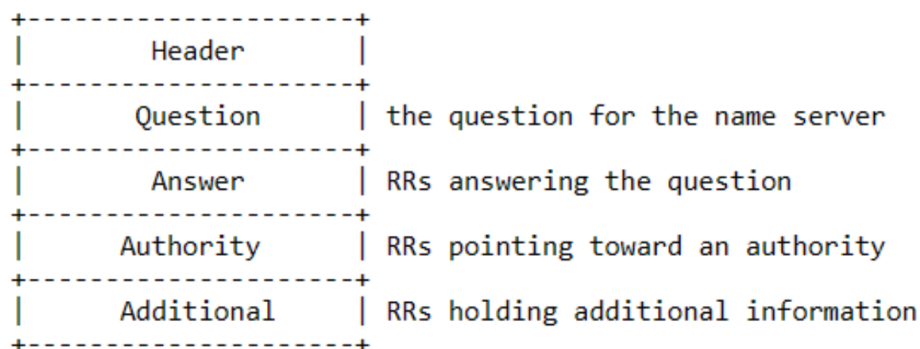 +---------------------+
|        Header       |
+---------------------+
|       Question      | the question for the name server
+---------------------+
|        Answer       | RRs answering the question
+---------------------+
|      Authority      | RRs pointing toward an authority
+---------------------+
|      Additional     | RRs holding additional information
+---------------------+